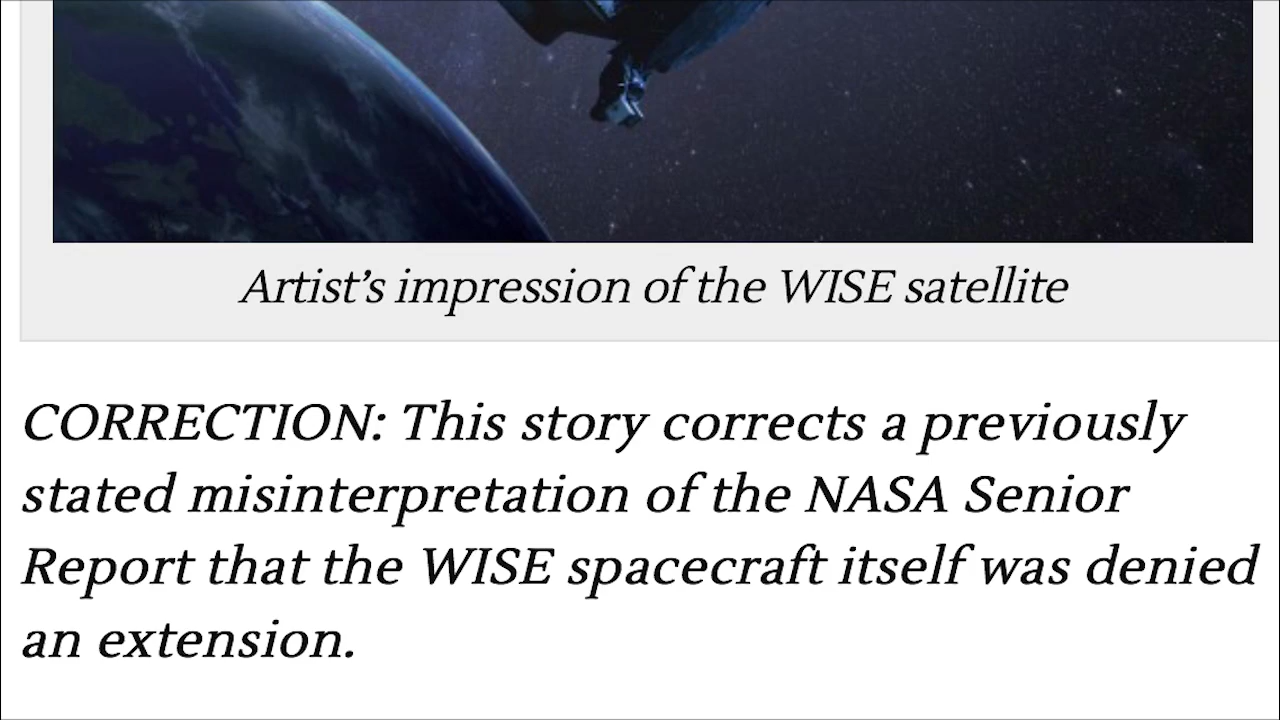 Artist’s impression of the WISE satellite
CORRECTION: This story corrects a previously
stated misinterpretation of the NASA Senior
Report that the WISE spacecraft itself was denied
an extension.